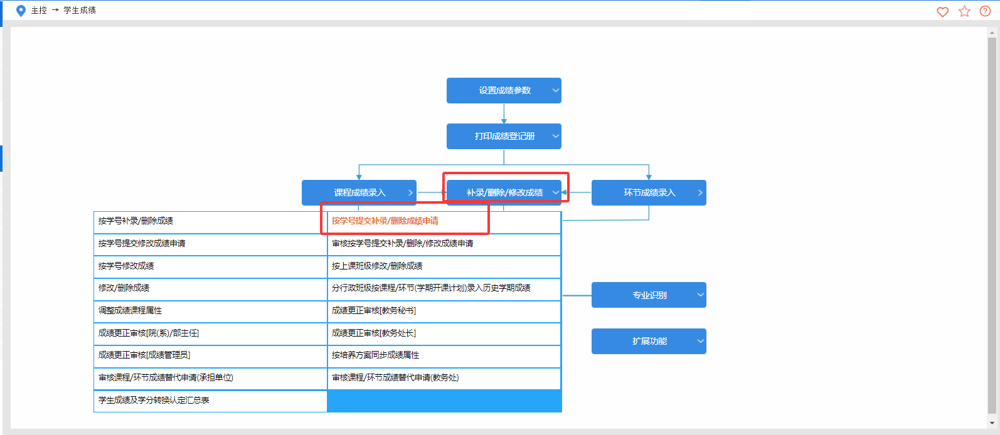 主控 → 学生成绩
设置成绩参数
打印成绩登记册
课程成绩录入
补录/删除/修改成绩
环节成绩录入
按学号补录/删除成绩
按学号提交补录/删除成绩申请
按学号提交修改成绩申请
审核按学号提交补录/删除/修改成绩申请
按学号修改成绩
按上课班级修改/删除成绩
修改/删除成绩
分行政班级按课程/环节(学期开课计划)录入历史学期成绩
调整成绩课程属性
成绩更正审核[教务秘书]
成绩更正审核[院(系)/部主任]
成绩更正审核[教务处长]
成绩更正审核[成绩管理员]
按培养方案同步成绩属性
审核课程/环节成绩替代申请(承担单位)
审核课程/环节成绩替代申请(教务处)
学生成绩及学分转换认定汇总表
专业识别
扩展功能